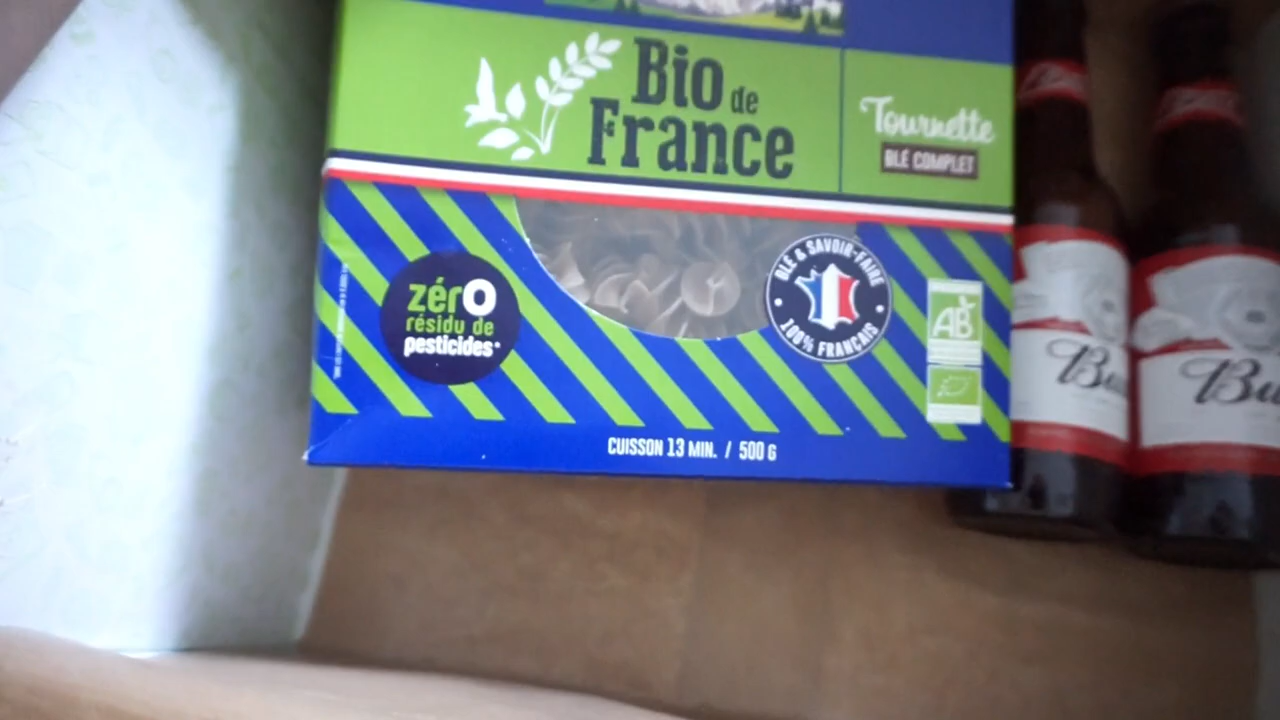 Bio de
France
Tournette
BLÉ COMPLET
zérO
résidu de
pesticides*
BLÉ & SAVOIR-FAIRE
100% FRANÇAIS
AB
CUISSON 13 MIN. / 500 G